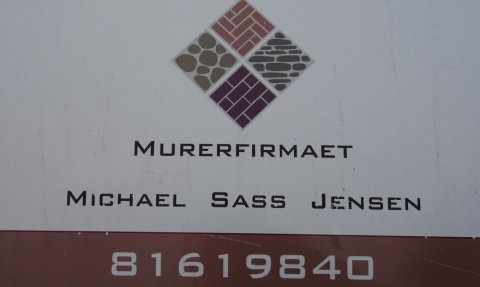 MURERFIRMAET
MICHAEL SASS JENSEN
81619840